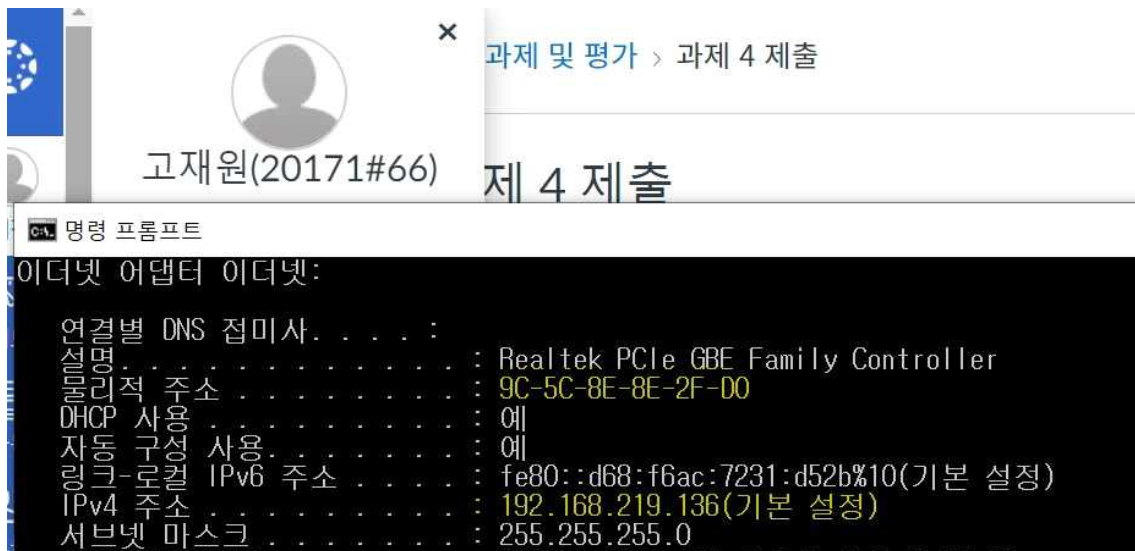 과제 및 평가 > 과제 4 제출
고재원(20171#66)
제 4 제출
명령 프롬프트
이더넷 어댑터 이더넷:
연결별 DNS 접미사. . . . :
설명. . . . . . . . . . . . : Realtek PCIe GBE Family Controller
물리적 주소 . . . . . . . . : 9C-5C-8E-8E-2F-D0
DHCP 사용 . . . . . . . . . : 예
자동 구성 사용. . . . . . . : 예
링크-로컬 IPv6 주소 . . . . : fe80::d68:f6ac:7231:d52b%10(기본 설정)
IPv4 주소 . . . . . . . . . : 192.168.219.136(기본 설정)
서브넷 마스크 . . . . . . . : 255.255.255.0